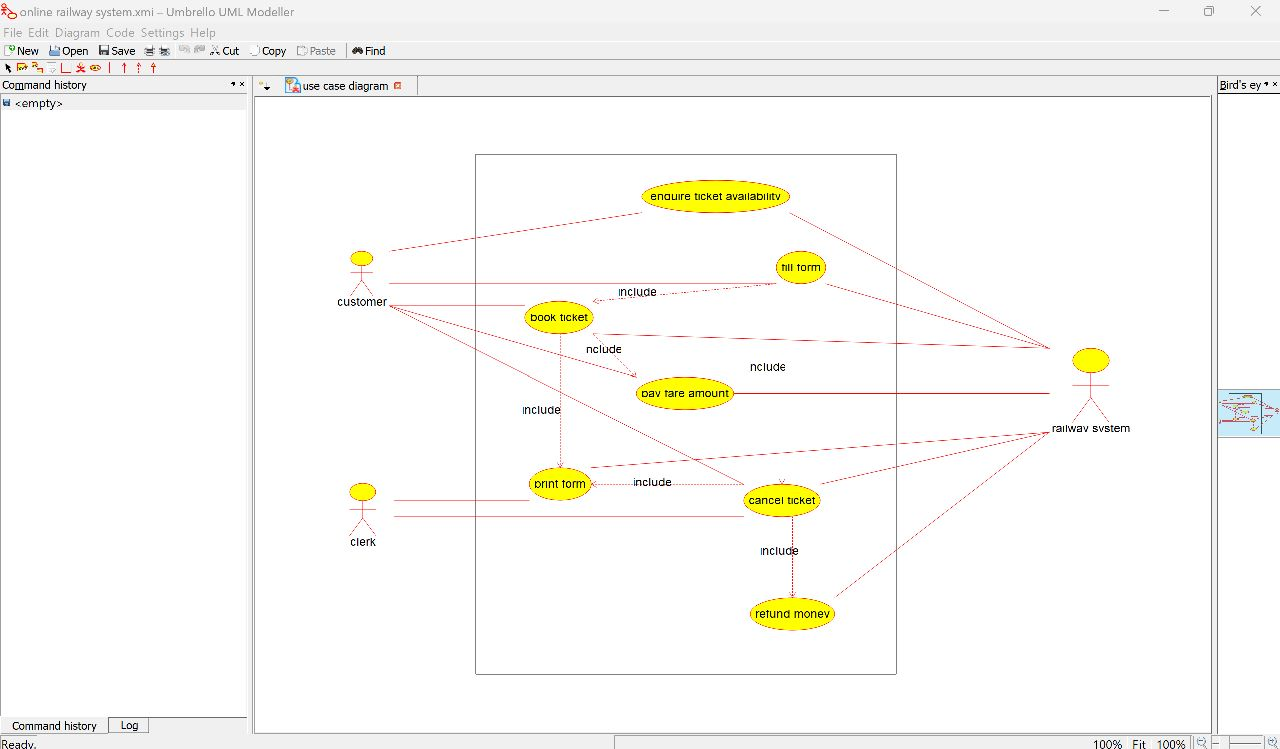 online railway system.xmi – Umbrello UML Modeller
File Edit Diagram Code Settings Help
New Open Save Cut Copy Paste Find
Command history
use case diagram
Bird's ey
<empty>
enquire ticket availability
fill form
include
customer
book ticket
include
include
pay fare amount
include
railway system
print form
include
cancel ticket
clerk
include
refund money
Command history Log
Ready.
100% Fit 100%